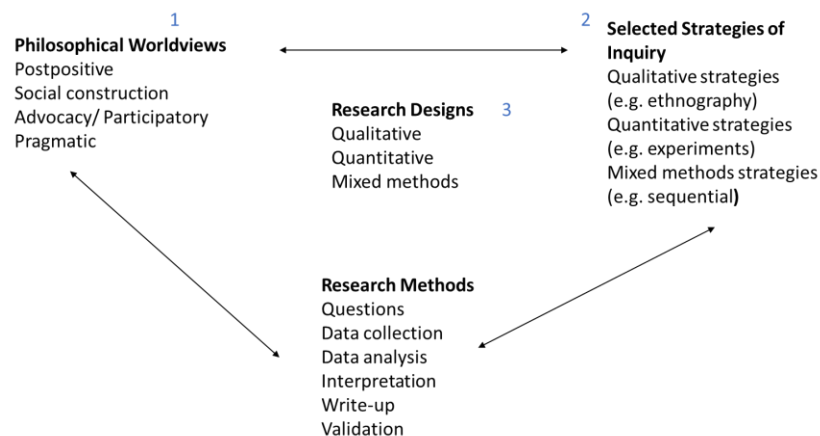 1
Philosophical Worldviews
Postpositive
Social construction
Advocacy/ Participatory
Pragmatic
2
Selected Strategies of
Inquiry
Qualitative strategies
(e.g. ethnography)
Quantitative strategies
(e.g. experiments)
Mixed methods strategies
(e.g. sequential)
Research Designs 3
Qualitative
Quantitative
Mixed methods
Research Methods
Questions
Data collection
Data analysis
Interpretation
Write-up
Validation